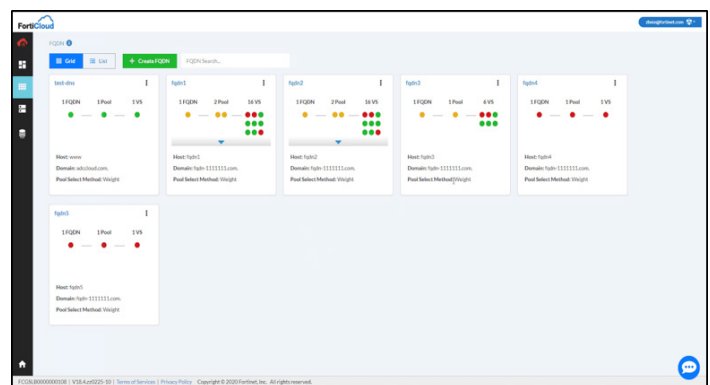 FortiCloud
admin@fortinet.com
FQDN
Grid List + Create FQDN FQDN Search...
test-dns
1 FQDN 1 Pool 1 VS
Host: www
Domain: adccloud.com.
Pool Select Method: Weight
fqdn1
1 FQDN 2 Pool 16 VS
Host: fqdn1
Domain: fqdn-1111111.com.
Pool Select Method: Weight
fqdn2
1 FQDN 2 Pool 16 VS
Host: fqdn2
Domain: fqdn-1111111.com.
Pool Select Method: Weight
fqdn3
1 FQDN 1 Pool 6 VS
Host: fqdn3
Domain: fqdn-1111111.com.
Pool Select Method: Weight
fqdn4
1 FQDN 1 Pool 1 VS
Host: fqdn4
Domain: fqdn-1111111.com.
Pool Select Method: Weight
fqdn5
1 FQDN 1 Pool 1 VS
Host: fqdn5
Domain: fqdn-1111111.com.
Pool Select Method: Weight
Terms of Services | Privacy Policy Copyright © 2020 Fortinet, Inc. All rights reserved.